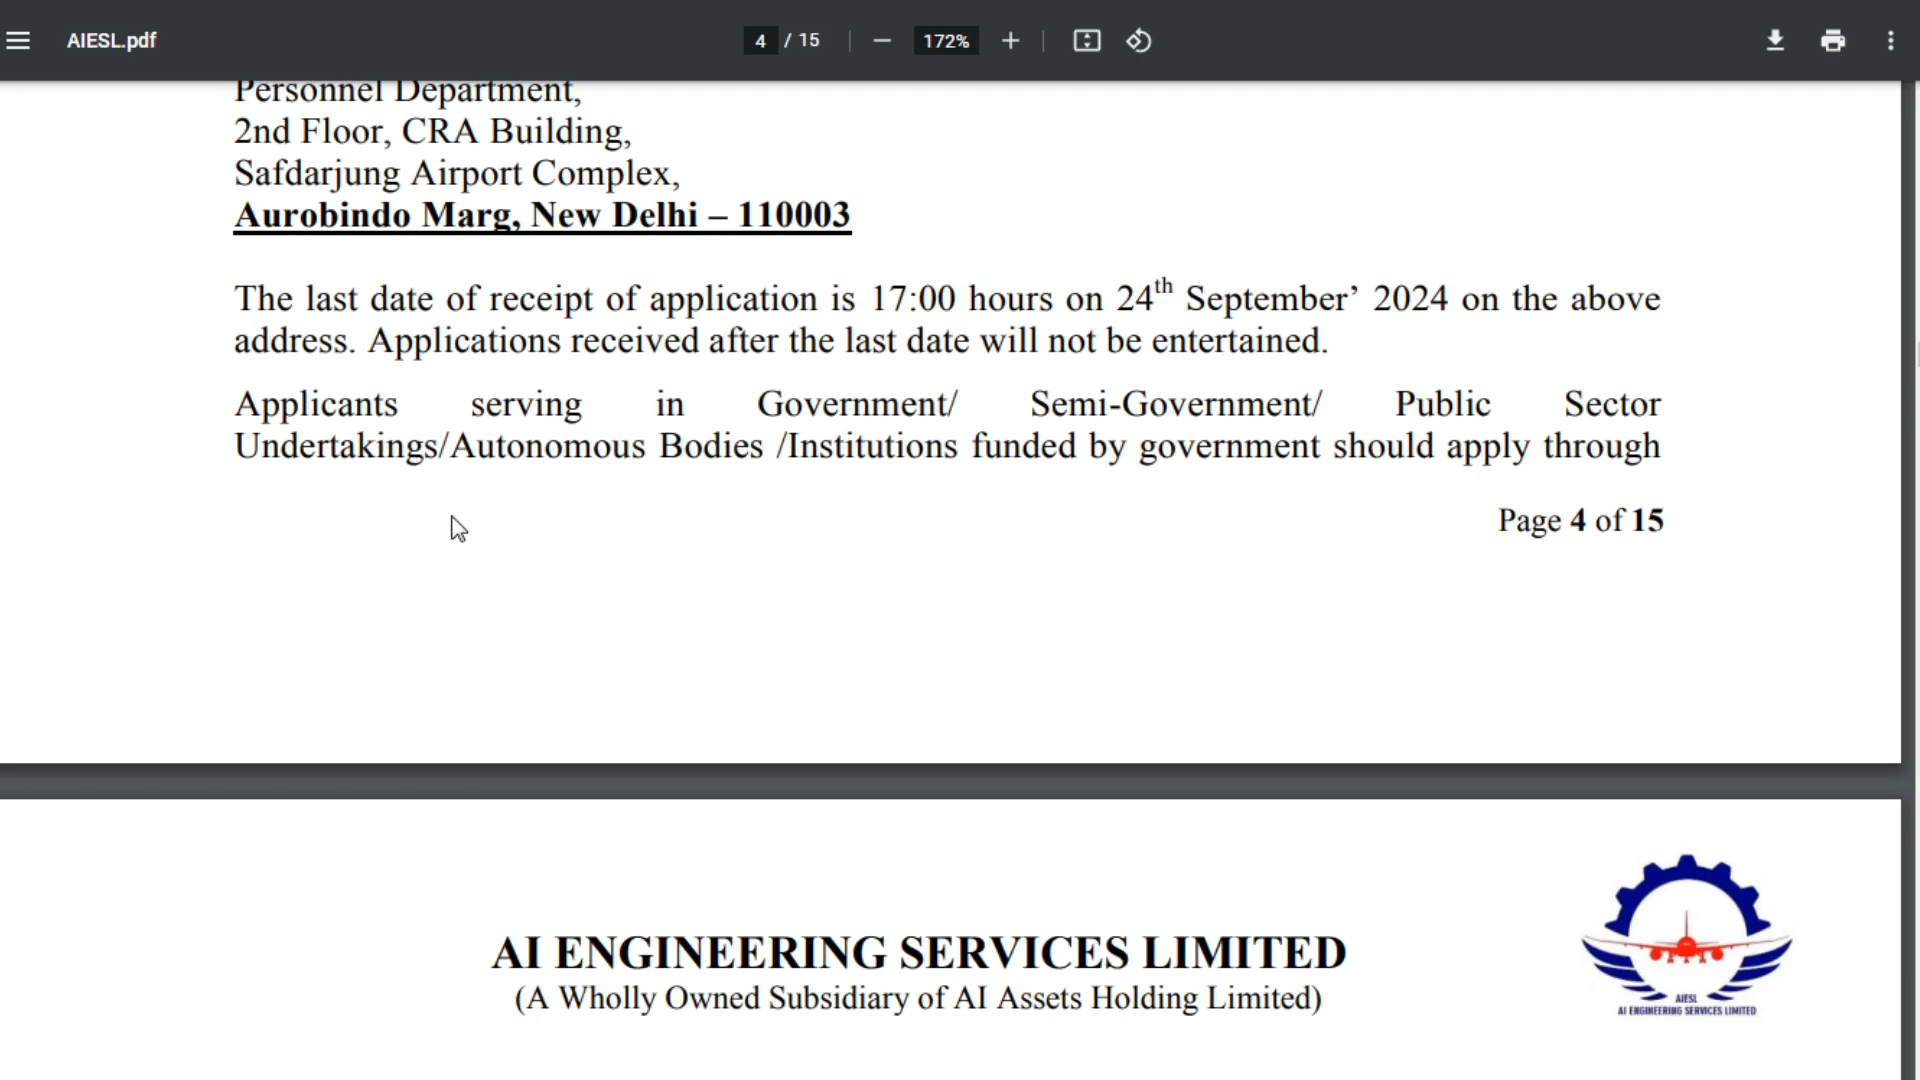 AIESL.pdf
4 / 15
172%
Personnel Department,
2nd Floor, CRA Building,
Safdarjung Airport Complex,
Aurobindo Marg, New Delhi – 110003
The last date of receipt of application is 17:00 hours on 24th September’ 2024 on the above
address. Applications received after the last date will not be entertained.
Applicants serving in Government/ Semi-Government/ Public Sector
Undertakings/Autonomous Bodies /Institutions funded by government should apply through
Page 4 of 15
AI ENGINEERING SERVICES LIMITED
(A Wholly Owned Subsidiary of AI Assets Holding Limited)
AIESL
AI ENGINEERING SERVICES LIMITED